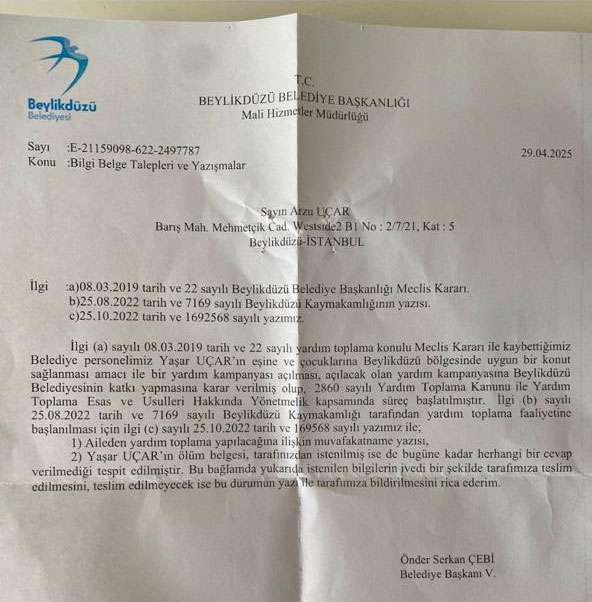 Beylikdüzü
Belediyesi
T.C.
BEYLİKDÜZÜ BELEDİYE BAŞKANLIĞI
Mali Hizmetler Müdürlüğü
Sayı :E-21159098-622-2497787
29.04.2025
Konu :Bilgi Belge Talepleri ve Yazışmalar
Sayın Arzu UÇAR
Barış Mah. Mehmetçik Cad. Westside2 B1 No : 2/7/21, Kat : 5
Beylikdüzü-İSTANBUL
İlgi :a)08.03.2019 tarih ve 22 sayılı Beylikdüzü Belediye Başkanlığı Meclis Kararı.
b)25.08.2022 tarih ve 7169 sayılı Beylikdüzü Kaymakamlığının yazısı.
c)25.10.2022 tarih ve 1692568 sayılı yazımız.
İlgi (a) sayılı 08.03.2019 tarih ve 22 sayılı yardım toplama konulu Meclis Kararı ile kaybettiğimiz
Belediye personelimiz Yaşar UÇAR'ın eşine ve çocuklarına Beylikdüzü bölgesinde uygun bir konut
sağlanması amacı ile bir yardım kampanyası açılması, açılacak olan yardım kampanyasına Beylikdüzü
Belediyesinin katkı yapmasına karar verilmiş olup, 2860 sayılı Yardım Toplama Kanunu ile Yardım
Toplama Esas ve Usulleri Hakkında Yönetmelik kapsamında süreç başlatılmıştır. İlgi (b) sayılı
25.08.2022 tarih ve 7169 sayılı Beylikdüzü Kaymakamlığı tarafından yardım toplama faaliyetine
başlanılması için ilgi (c) sayılı 25.10.2022 tarih ve 169568 sayılı yazımız ile;
1) Aileden yardım toplama yapılacağına ilişkin muvafakatname yazısı,
2) Yaşar UÇAR'ın ölüm belgesi, tarafınızdan istenilmiş ise de bugüne kadar herhangi bir cevap
verilmediği tespit edilmiştir. Bu bağlamda yukarıda istenilen bilgilerin ivedi bir şekilde tarafımıza teslim
edilmesini, teslim edilmeyecek ise bu durumun yazı ile tarafımıza bildirilmesini rica ederim.
Önder Serkan ÇEBİ
Belediye Başkanı V.